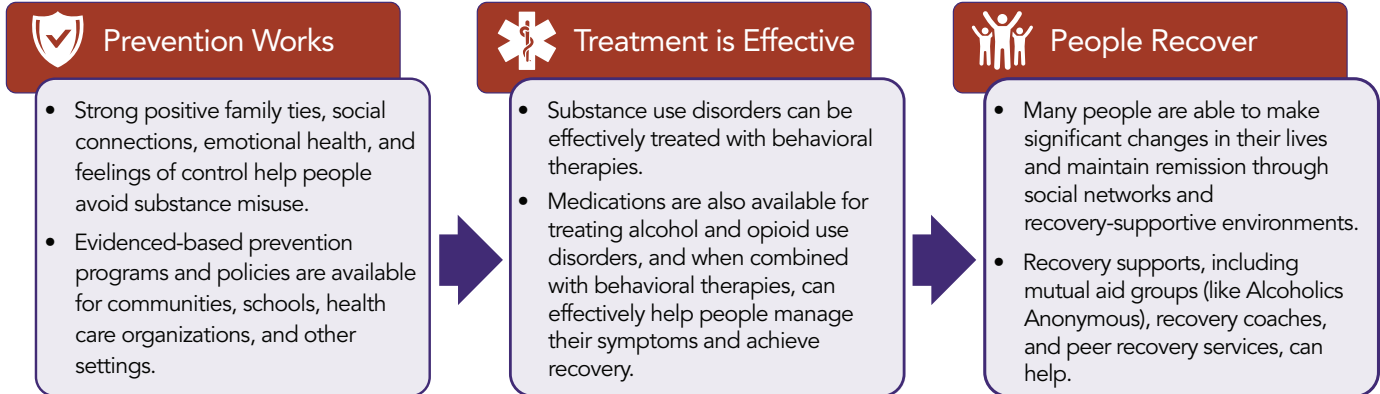 Prevention Works
• Strong positive family ties, social
connections, emotional health, and
feelings of control help people
avoid substance misuse.
• Evidenced-based prevention
programs and policies are available
for communities, schools, health
care organizations, and other
settings.
Treatment is Effective
• Substance use disorders can be
effectively treated with behavioral
therapies.
• Medications are also available for
treating alcohol and opioid use
disorders, and when combined
with behavioral therapies, can
effectively help people manage
their symptoms and achieve
recovery.
People Recover
• Many people are able to make
significant changes in their lives
and maintain remission through
social networks and
recovery-supportive environments.
• Recovery supports, including
mutual aid groups (like Alcoholics
Anonymous), recovery coaches,
and peer recovery services, can
help.